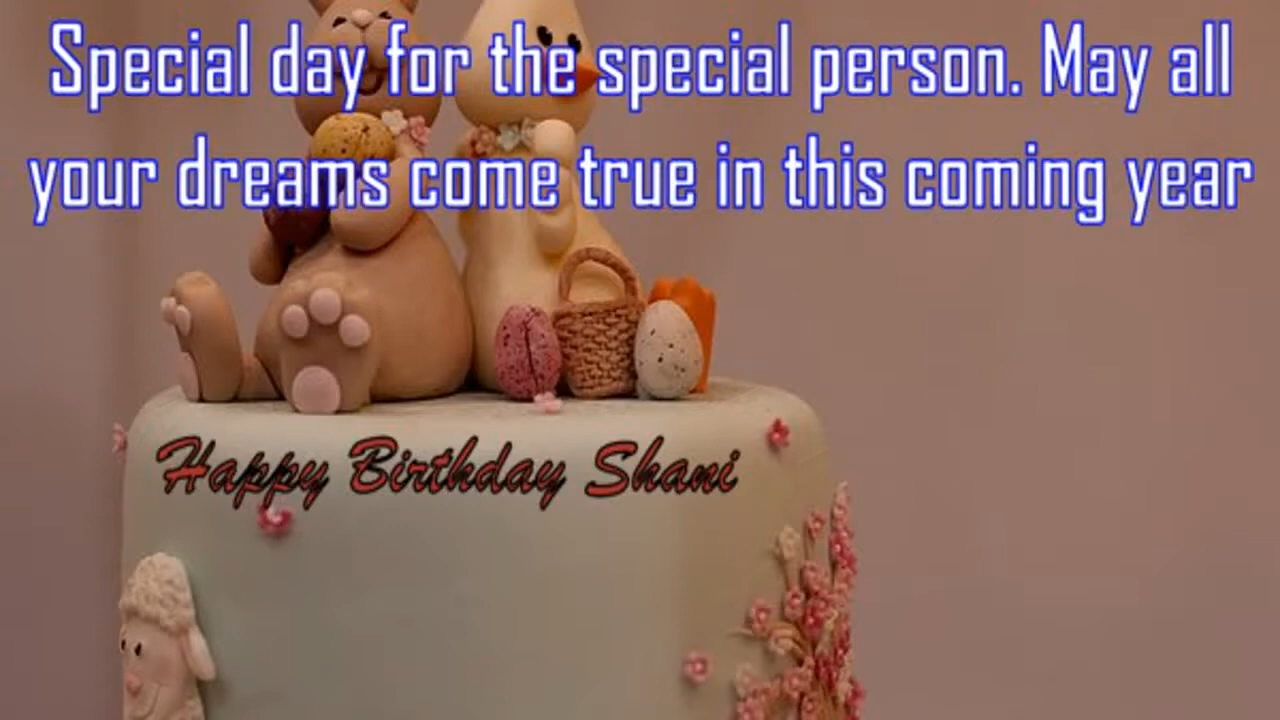 Special day for the special person. May all
your dreams come true in this coming year
Happy Birthday Shani